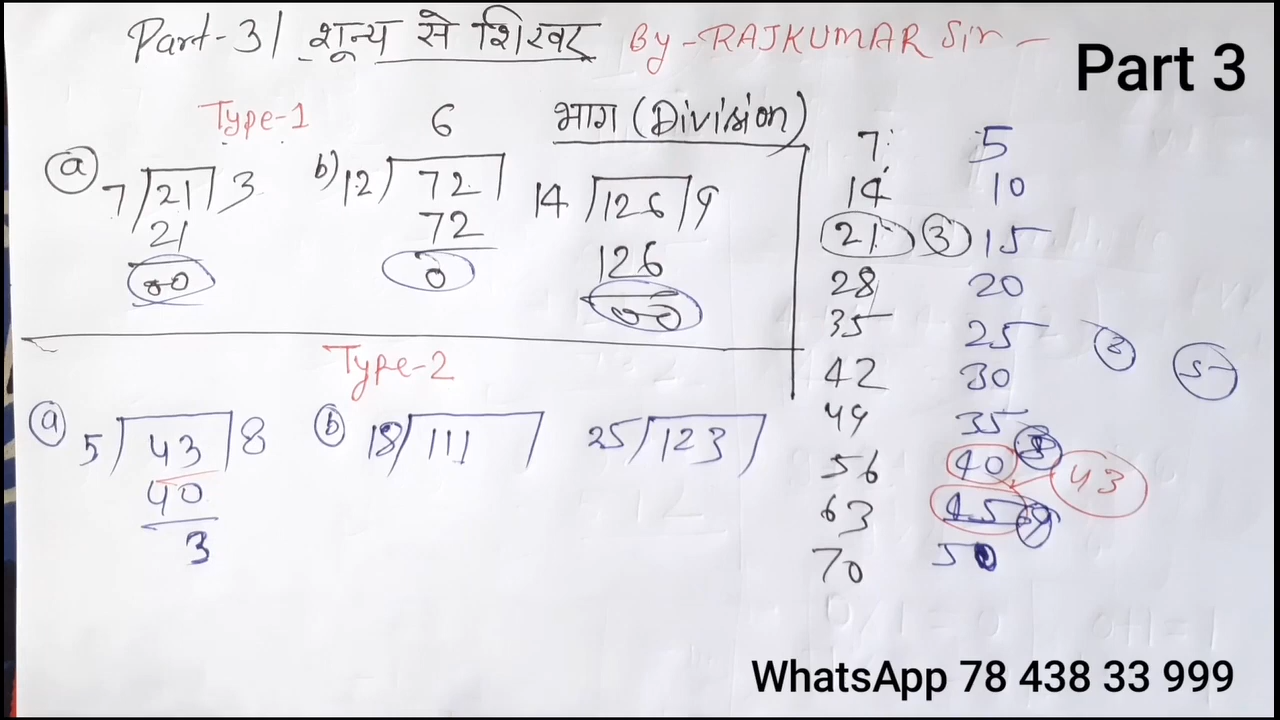 Part-3| शून्य से शिखर By-RAJKUMAR Sir-
Part 3
Type-1
भाग (Division)
a) 7 21 3
21
00
b) 6
12 72
72
0
14 126 9
126
00
Type-2
a) 5 43 8
40
3
b) 18 111
25 123
7 5
14 10
21 3 15
28 20
35 25
42 30
49 35
56 40 8 43
63 45 9
70 50
5
WhatsApp 78 438 33 999